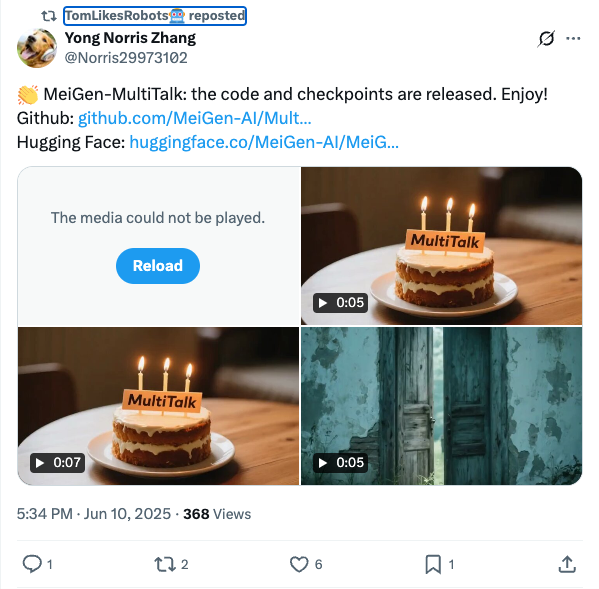 TomLikesRobots🤖 reposted
Yong Norris Zhang
@Norris29973102
👏 MeiGen-MultiTalk: the code and checkpoints are released. Enjoy!
Github: github.com/MeiGen-AI/Mult...
Hugging Face: huggingface.co/MeiGen-AI/MeiG...
The media could not be played.
Reload
MultiTalk
0:05
MultiTalk
0:07
0:05
5:34 PM · Jun 10, 2025 · 368 Views
1 2 6 1